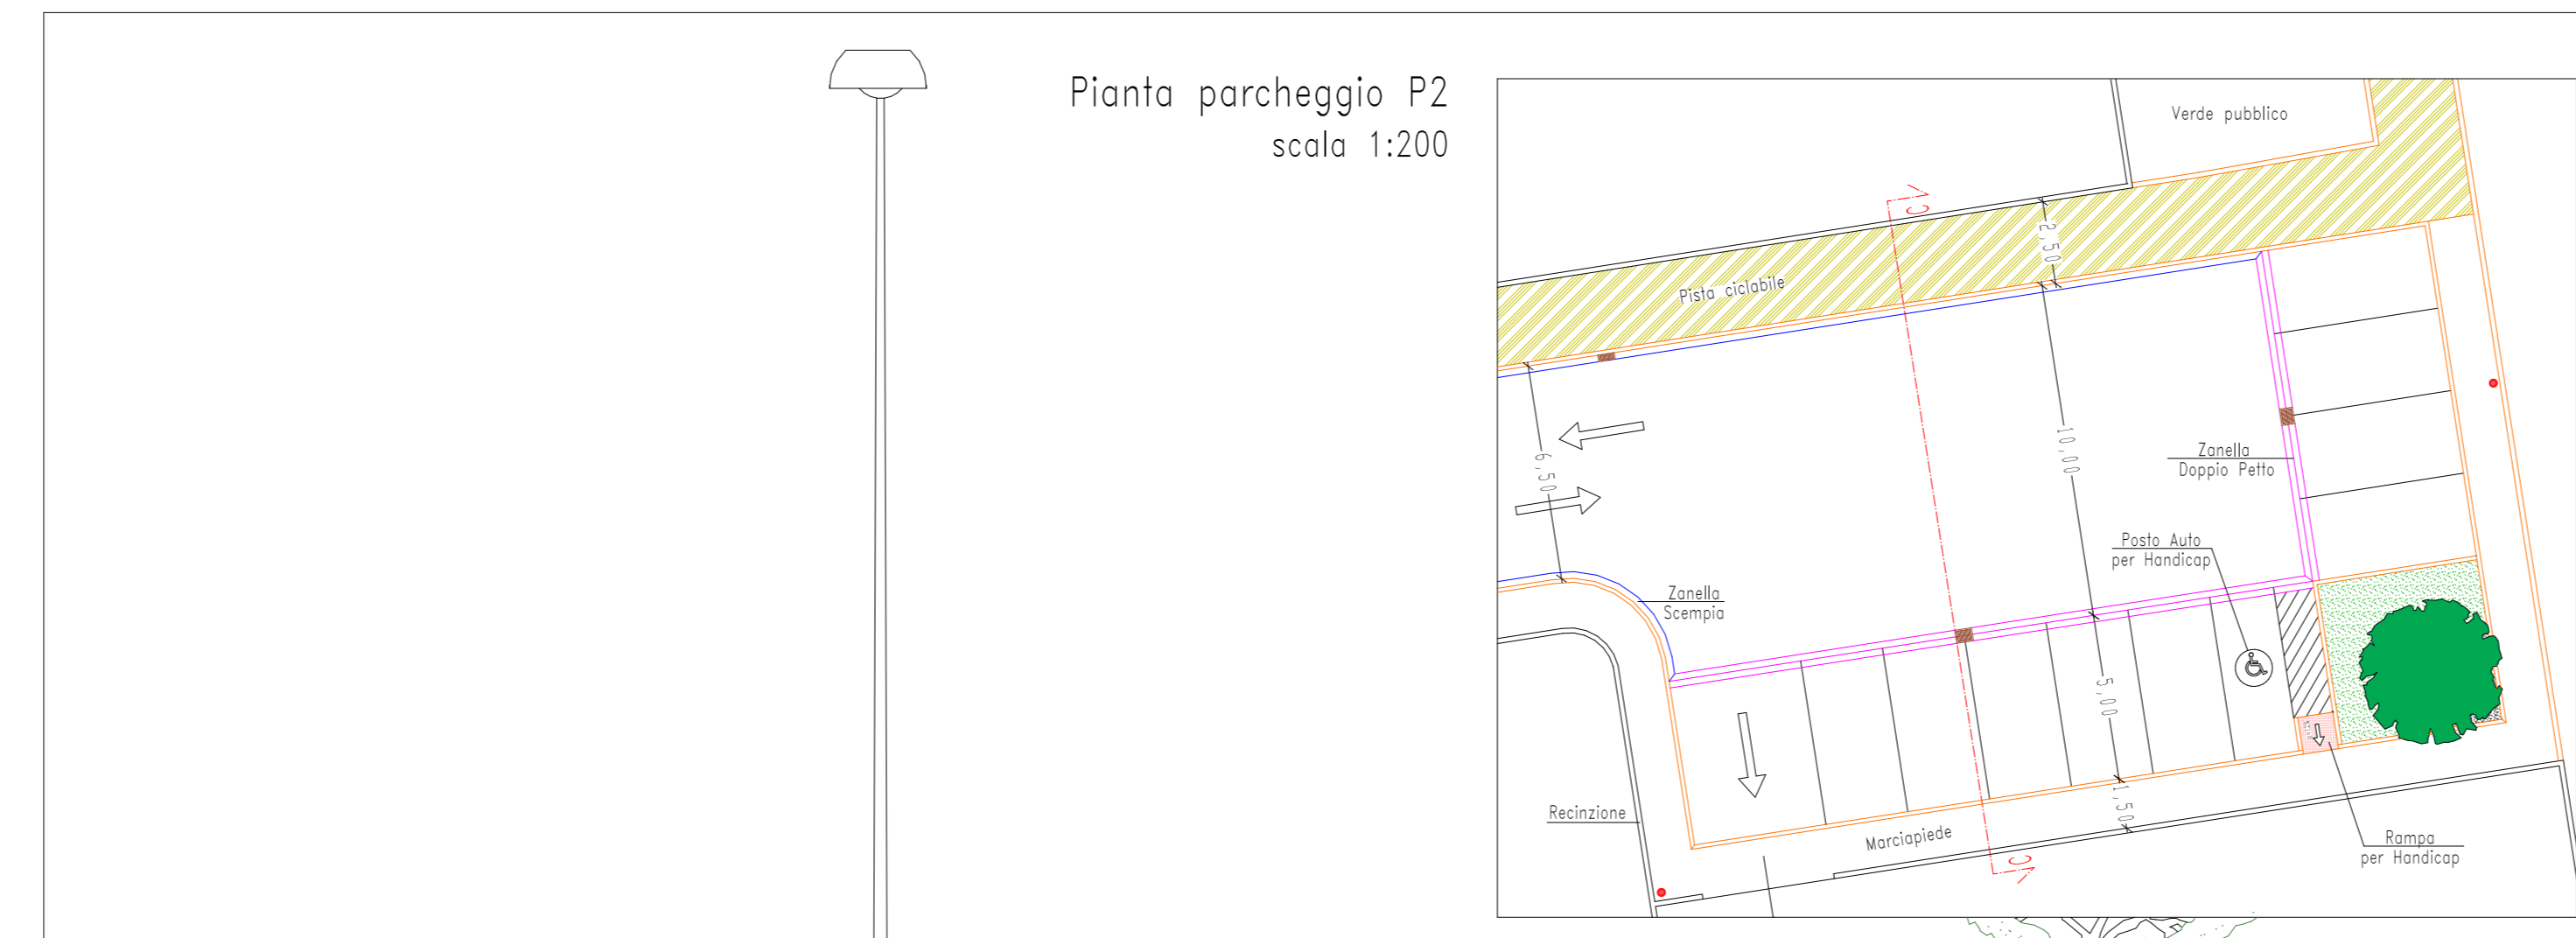 Pianta parcheggio P2
scala 1:200
Verde pubblico
C
2,50
Pista ciclabile
6,50
10,00
Zanella
Doppio Petto
Posto Auto
per Handicap
Zanella
Scempia
5,00
Recinzione
1,50
Marciapiede
Rampa
per Handicap
C